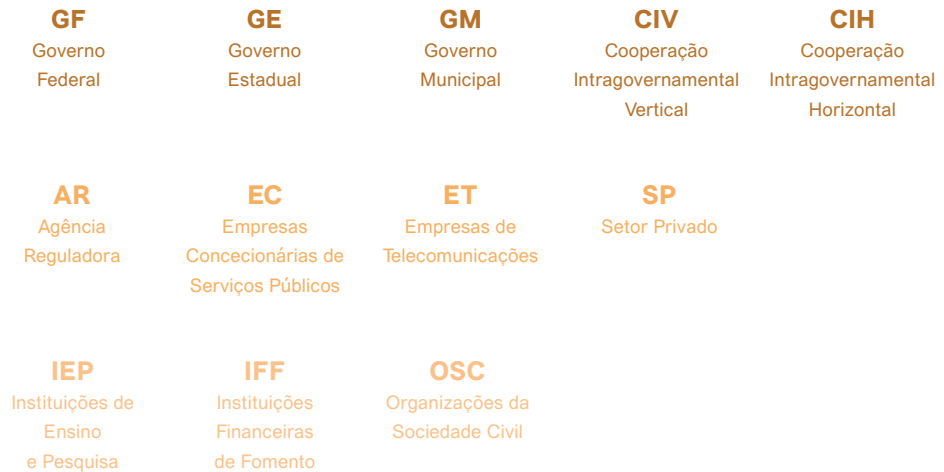 GF
Governo
Federal
GE
Governo
Estadual
GM
Governo
Municipal
CIV
Cooperação
Intragovernamental
Vertical
CIH
Cooperação
Intragovernamental
Horizontal
AR
Agência
Reguladora
EC
Empresas
Concecionárias de
Serviços Públicos
ET
Empresas de
Telecomunicações
SP
Setor Privado
IEP
Instituições de
Ensino
e Pesquisa
IFF
Instituições
Financeiras
de Fomento
OSC
Organizações da
Sociedade Civil